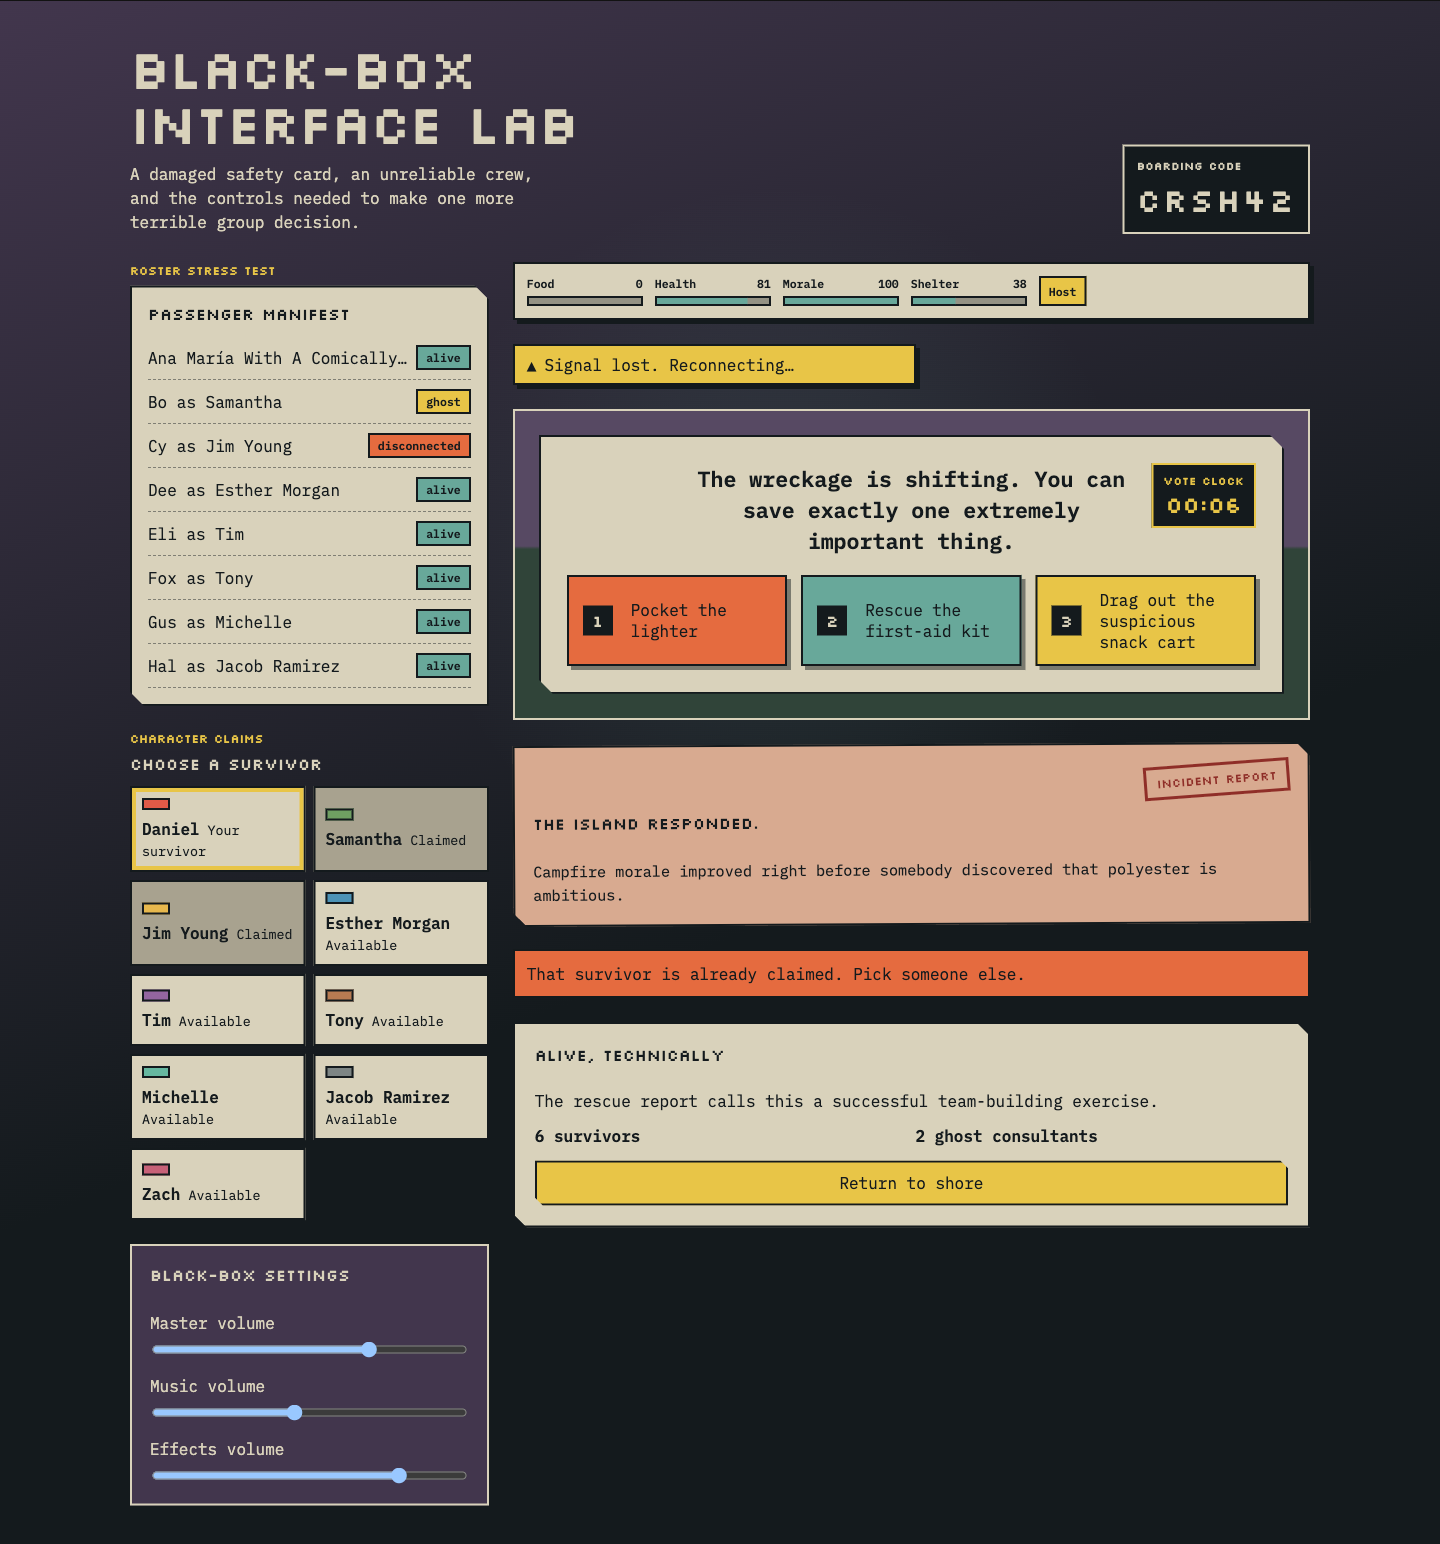 BLACK-BOX
INTERFACE LAB
A damaged safety card, an unreliable crew,
and the controls needed to make one more
terrible group decision.
BOARDING CODE
CRSH42
ROSTER STRESS TEST
PASSENGER MANIFEST
Ana María With A Comically… alive
Bo as Samantha ghost
Cy as Jim Young disconnected
Dee as Esther Morgan alive
Eli as Tim alive
Fox as Tony alive
Gus as Michelle alive
Hal as Jacob Ramirez alive
CHARACTER CLAIMS
CHOOSE A SURVIVOR
Daniel Your
survivor
Samantha Claimed
Jim Young Claimed
Esther Morgan
Available
Tim Available
Tony Available
Michelle
Available
Jacob Ramirez
Available
Zach Available
BLACK-BOX SETTINGS
Master volume
Music volume
Effects volume
Food 0 Health 81 Morale 100 Shelter 38 Host
▲ Signal lost. Reconnecting…
The wreckage is shifting. You can
save exactly one extremely
important thing.
VOTE CLOCK
00:06
1 Pocket the
lighter
2 Rescue the
first-aid kit
3 Drag out the
suspicious
snack cart
INCIDENT REPORT
THE ISLAND RESPONDED.
Campfire morale improved right before somebody discovered that polyester is
ambitious.
That survivor is already claimed. Pick someone else.
ALIVE, TECHNICALLY
The rescue report calls this a successful team-building exercise.
6 survivors 2 ghost consultants
Return to shore